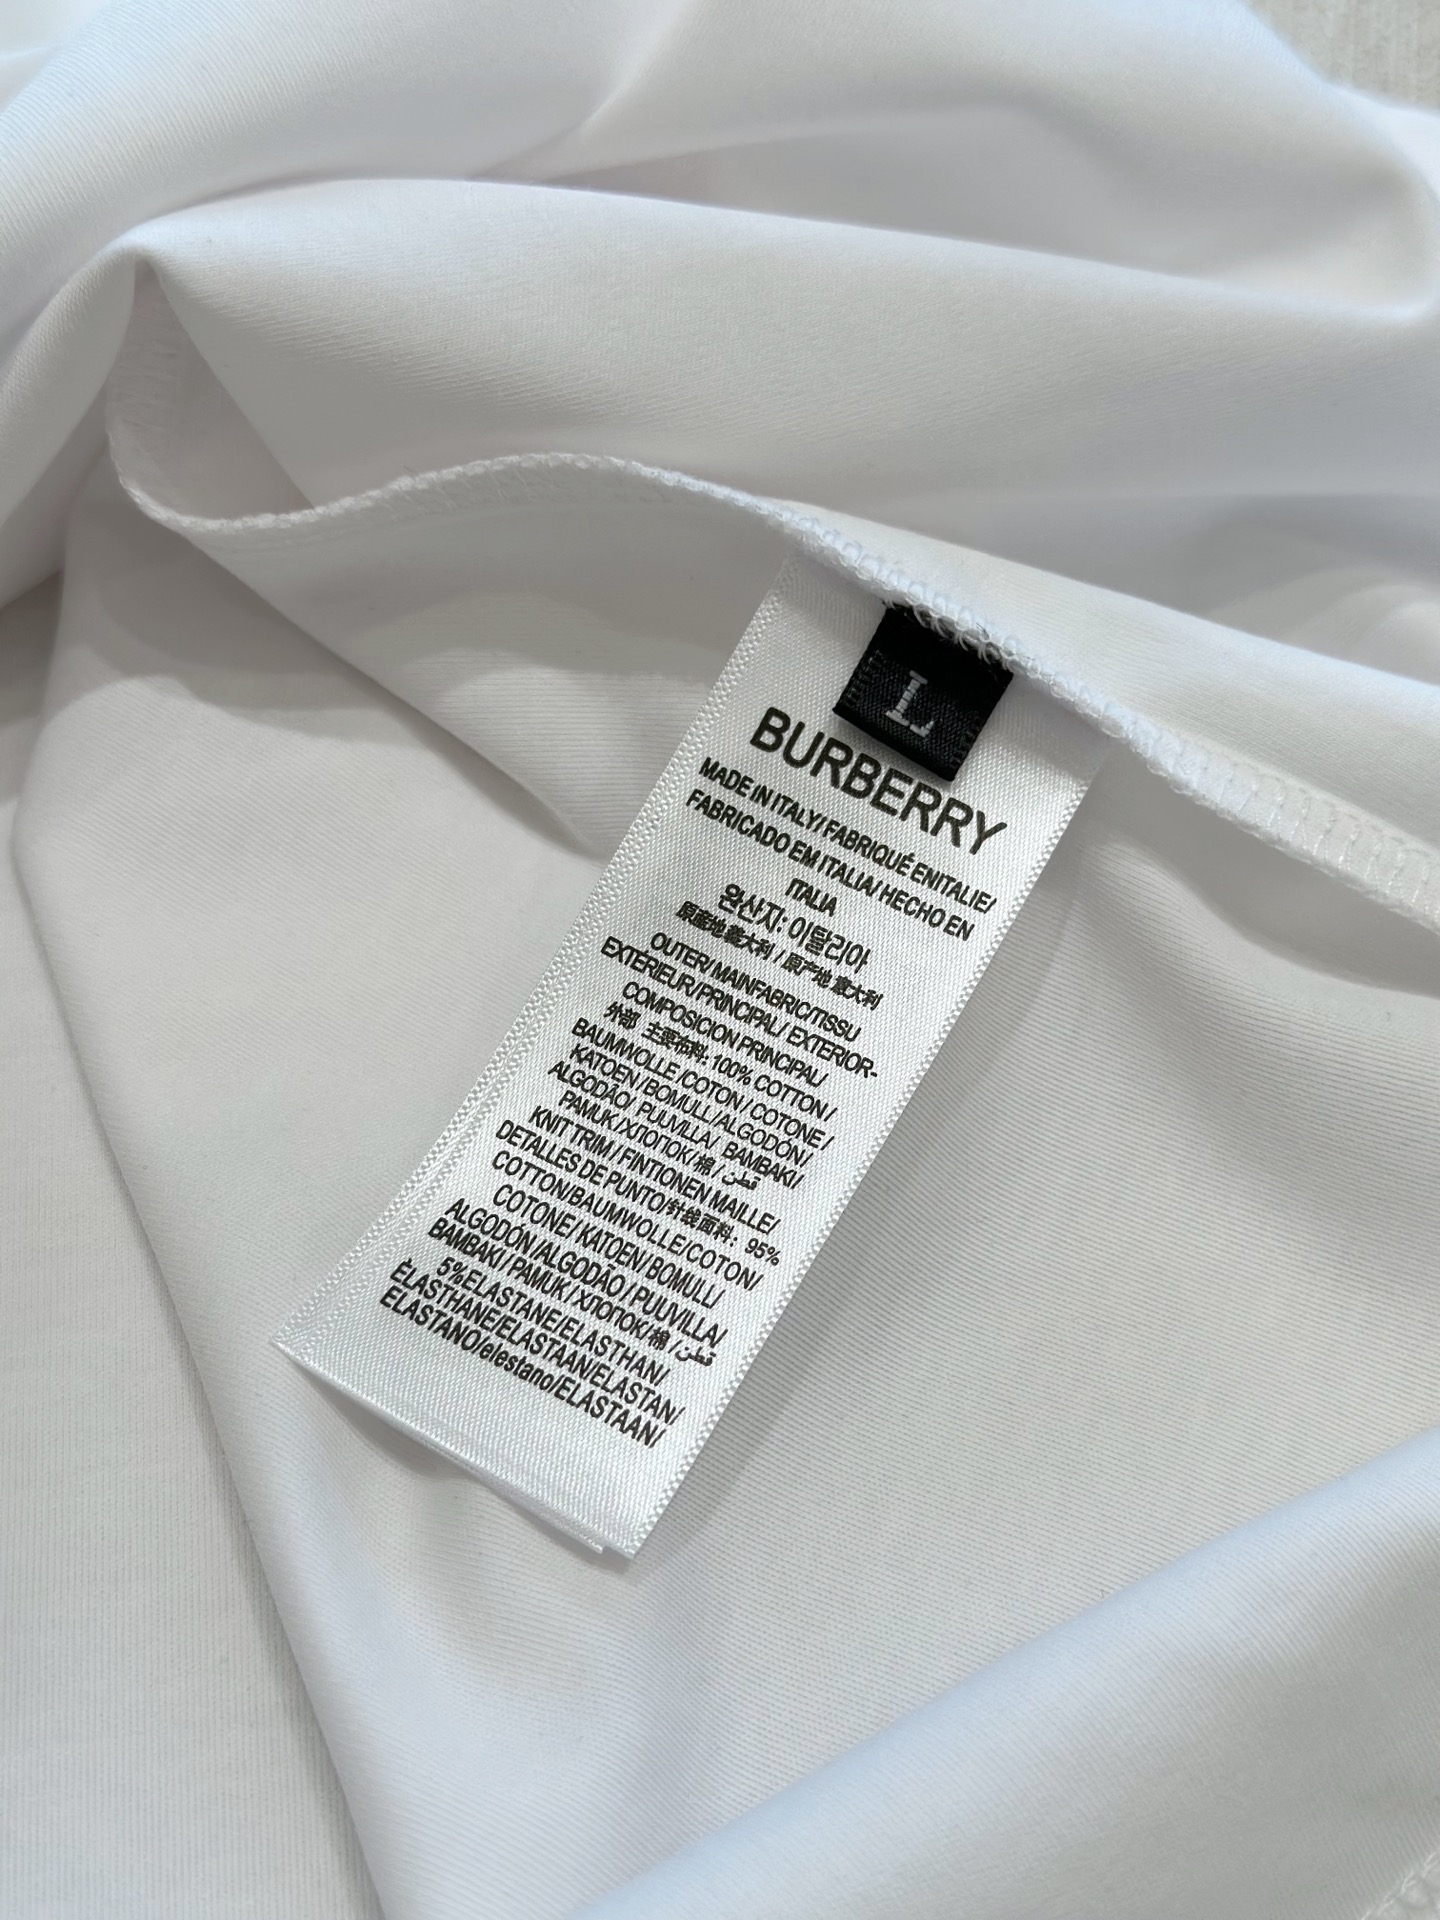 L
BURBERRY
MADE IN ITALY/ FABRIQUÉ ENITALIE/
FABRICADO EM ITALIA/ HECHO EN
ITALIA
완산지: 이탈리아
原産地 意大利 / 原产地 意大利
OUTER/ MAINFABRIC/TISSU
EXTÉRIEUR/PRINCIPAL/ EXTERIOR-
COMPOSICION PRINCIPAL/
外部 主要布料: 100% COTTON /
BAUMWOLLE /COTON / COTONE /
KATOEN / BOMULL/ ALGODÓN/
ALGODÃO/ PUUVILLA/ BAMBAKI/
PAMUK /ХЛОПОК/ 棉 / قطن
KNIT TRIM / FINTIONEN MAILLE/
DETALLES DE PUNTO/针线面料: 95%
COTTON/BAUMWOLLE/COTON/
COTONE/ KATOEN/ BOMULL/
ALGODÓN/ALGODÃO / PUUVILLA/
BAMBAKI / PAMUK / ХЛОПОК/ 棉 / قطن
5%ELASTANE/ELASTHAN/
ÉLASTHANE/ELASTAAN/ELASTAN/
ELASTANO/elestano/ELASTAAN/